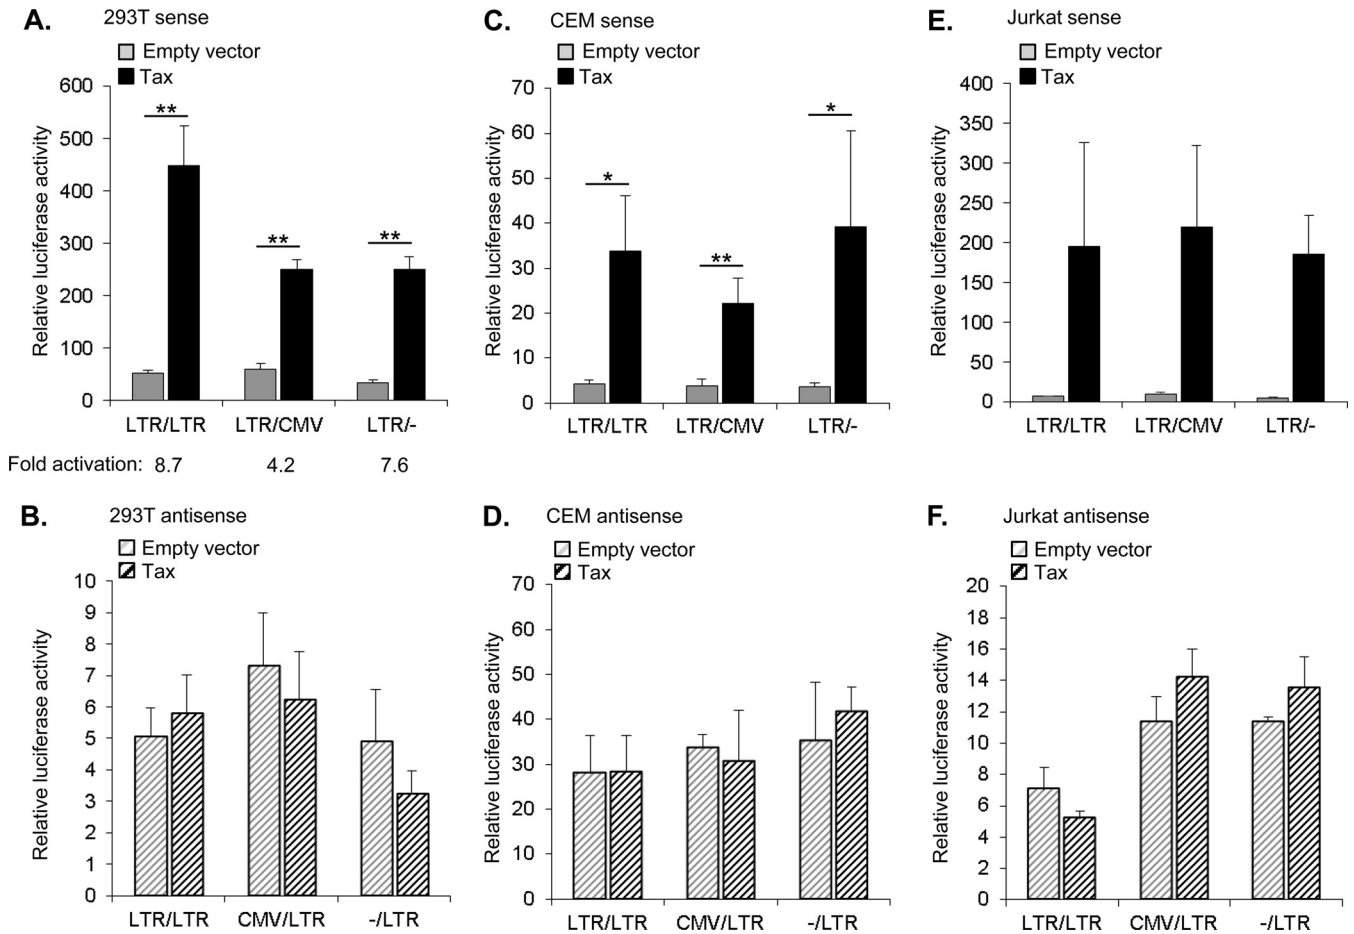 A. 293T sense
Empty vector
Tax
Relative luciferase activity
600
500
400
300
200
100
0
**
**
**
LTR/LTR LTR/CMV LTR/-
Fold activation: 8.7 4.2 7.6
C. CEM sense
Empty vector
Tax
Relative luciferase activity
70
60
50
40
30
20
10
0
*
**
*
LTR/LTR LTR/CMV LTR/-
E. Jurkat sense
Empty vector
Tax
Relative luciferase activity
400
350
300
250
200
150
100
50
0
LTR/LTR LTR/CMV LTR/-
B. 293T antisense
Empty vector
Tax
Relative luciferase activity
10
9
8
7
6
5
4
3
2
1
0
LTR/LTR CMV/LTR -/LTR
D. CEM antisense
Empty vector
Tax
Relative luciferase activity
70
60
50
40
30
20
10
0
LTR/LTR CMV/LTR -/LTR
F. Jurkat antisense
Empty vector
Tax
Relative luciferase activity
20
18
16
14
12
10
8
6
4
2
0
LTR/LTR CMV/LTR -/LTR